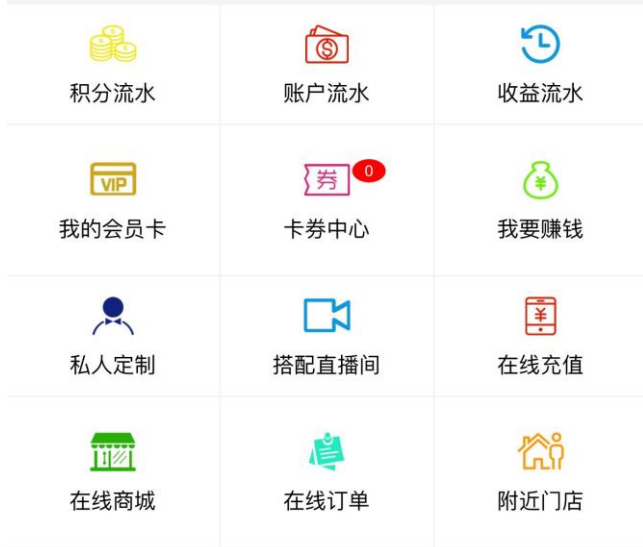 积分流水
账户流水
收益流水
VIP
券
0
¥
我的会员卡
卡券中心
我要赚钱
¥
私人定制
搭配直播间
在线充值
在线商城
在线订单
附近门店